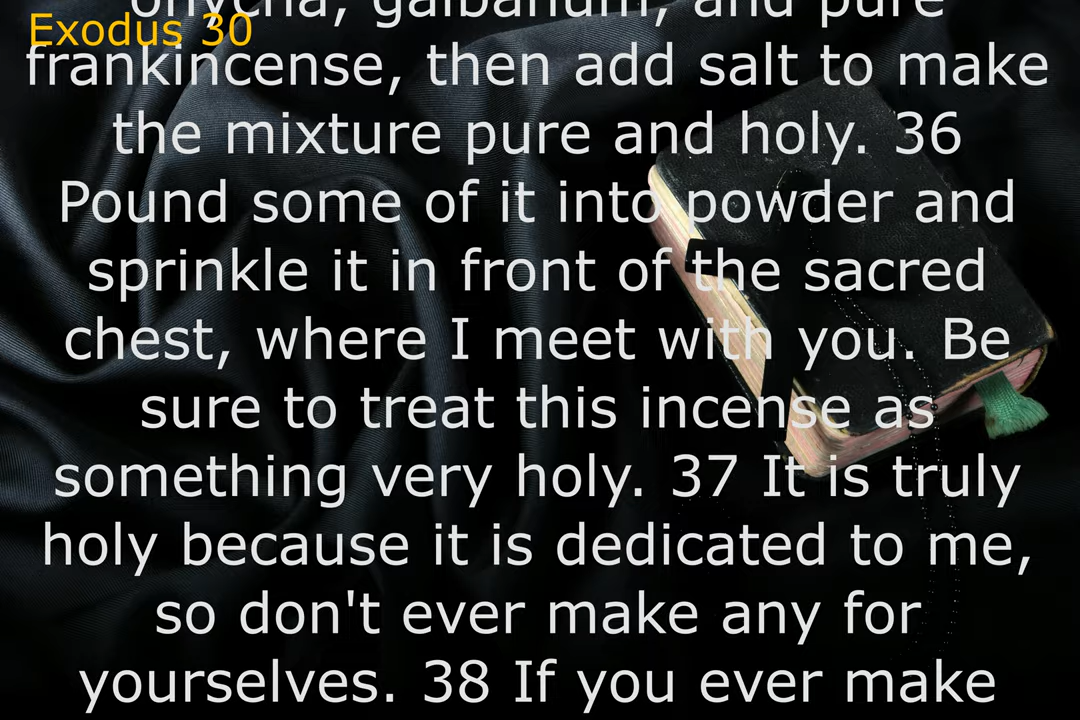 onycha, galbanum, and pure
Exodus 30
frankincense, then add salt to make
the mixture pure and holy. 36
Pound some of it into powder and
sprinkle it in front of the sacred
chest, where I meet with you. Be
sure to treat this incense as
something very holy. 37 It is truly
holy because it is dedicated to me,
so don't ever make any for
yourselves. 38 If you ever make